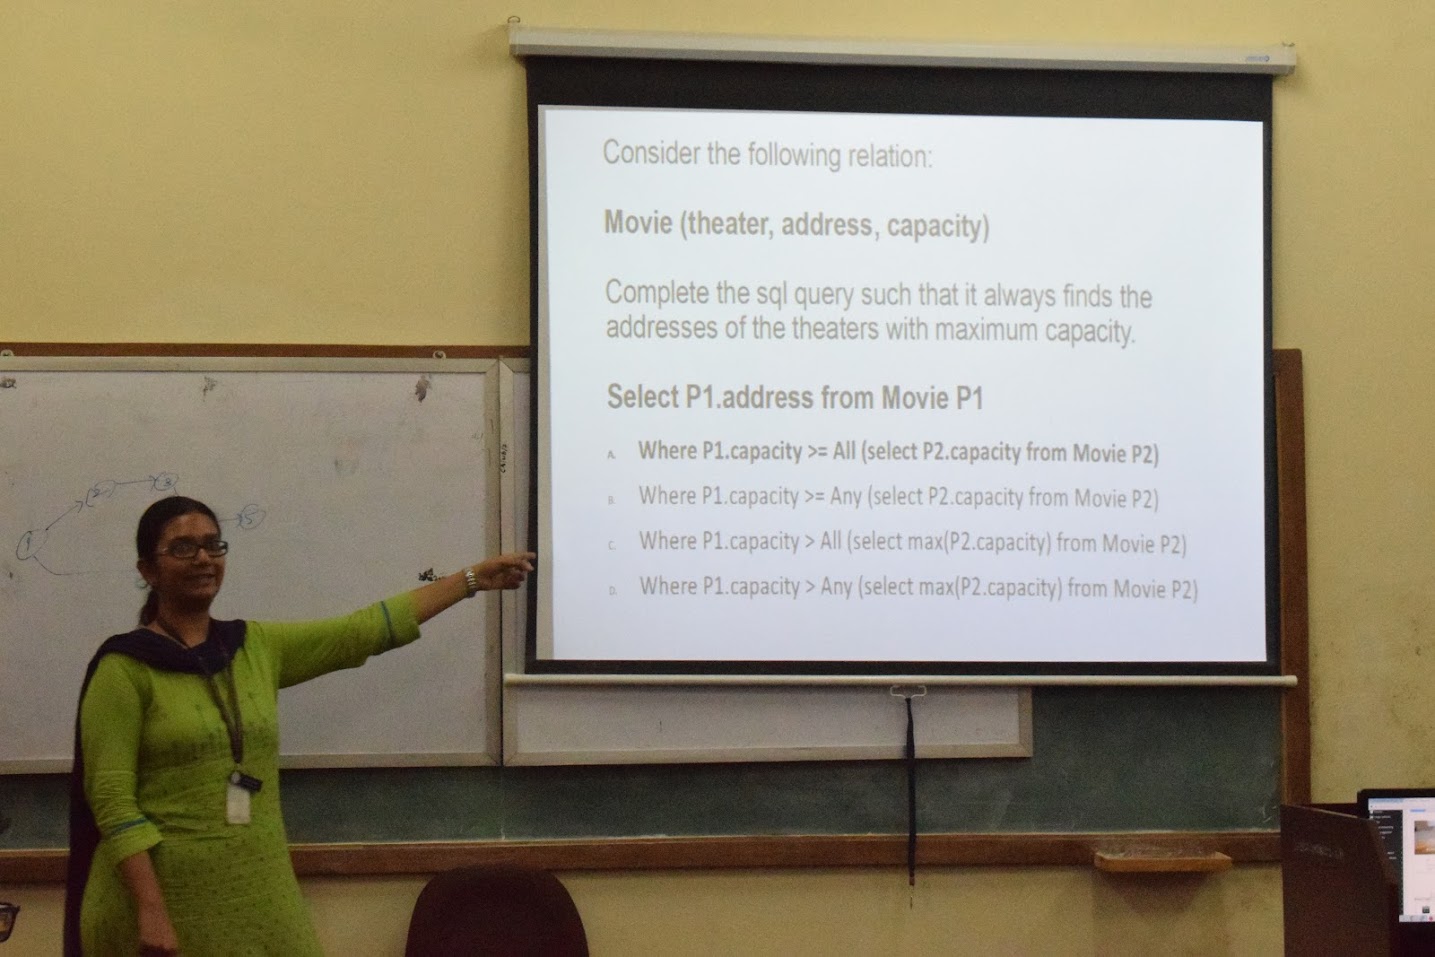 Consider the following relation:
Movie (theater, address, capacity)
Complete the sql query such that it always finds the
addresses of the theaters with maximum capacity.
Select P1.address from Movie P1
A. Where P1.capacity >= All (select P2.capacity from Movie P2)
B. Where P1.capacity >= Any (select P2.capacity from Movie P2)
C. Where P1.capacity > All (select max(P2.capacity) from Movie P2)
D. Where P1.capacity > Any (select max(P2.capacity) from Movie P2)
1
2
5